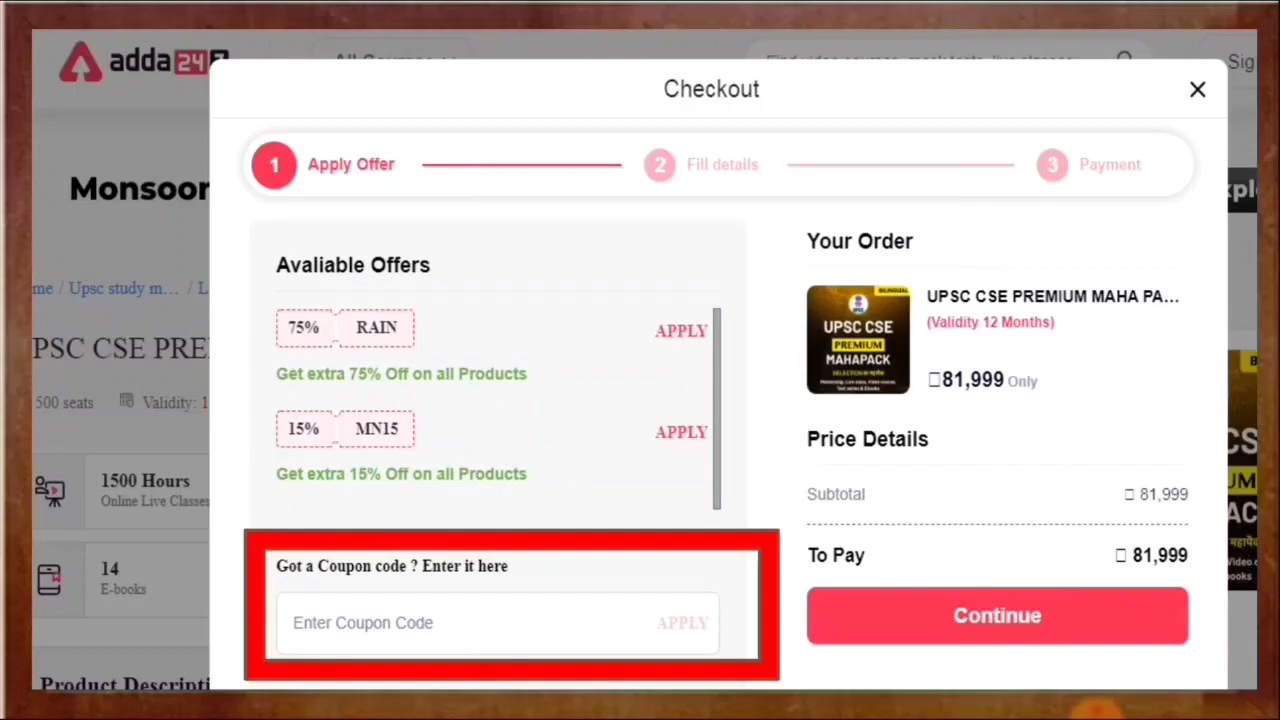 adda 24
Checkout
Sig
1 Apply Offer
2 Fill details
3 Payment
Monsoon
me / Upsc study m... / L
PSC CSE PRE
500 seats
Validity: 1
1500 Hours
Online Live Classes
14
E-books
Product Descripti
Avaliable Offers
75% RAIN
APPLY
Get extra 75% Off on all Products
15% MN15
APPLY
Get extra 15% Off on all Products
Got a Coupon code ? Enter it here
Enter Coupon Code
APPLY
Your Order
BILINGUAL
UPSC CSE
PREMIUM
MAHAPACK
UPSC CSE PREMIUM MAHA PA...
(Validity 12 Months)
81,999 Only
Price Details
Subtotal
81,999
To Pay
81,999
Continue